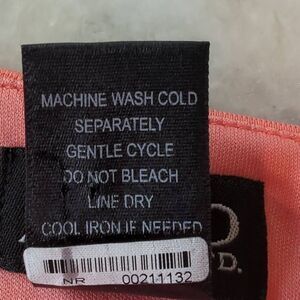 MACHINE WASH COLD
SEPARATELY
GENTLE CYCLE
DO NOT BLEACH
LINE DRY
COOL IRON IF NEEDED
NR 00211132
D.